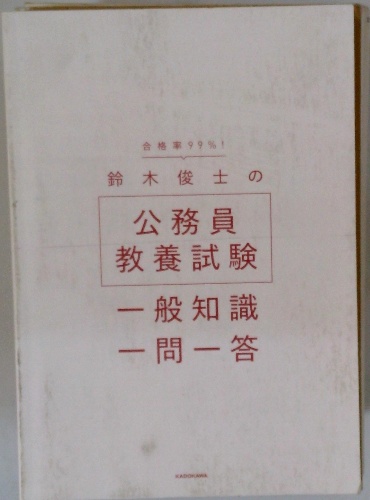 合格率99%!
鈴木俊士の
公務員
教養試験
一般知識
一問一答
KADOKAWA